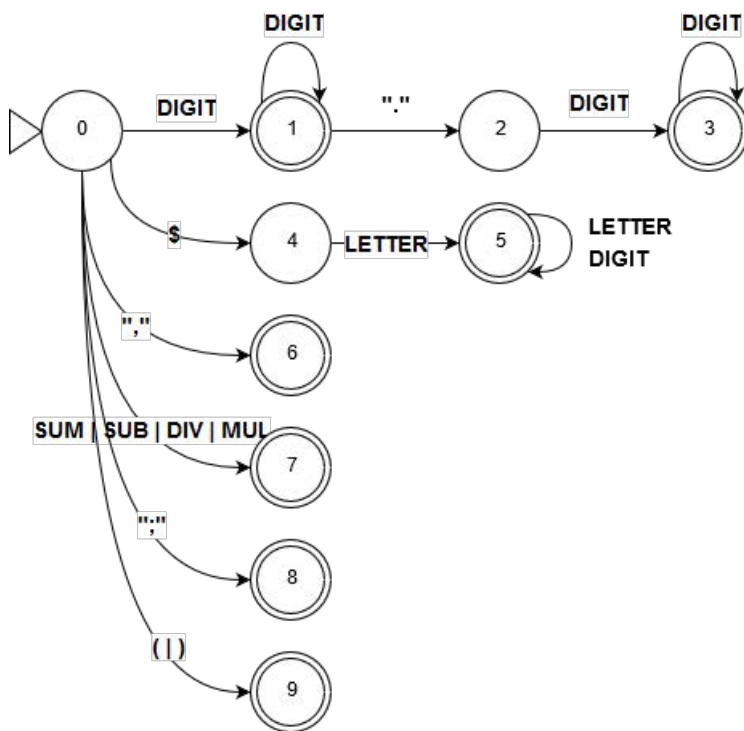 DIGIT DIGIT
0 DIGIT 1 "." 2 DIGIT 3
$ 4 LETTER 5 LETTER
DIGIT
"," 6
SUM | SUB | DIV | MUL 7
";" 8
( | ) 9